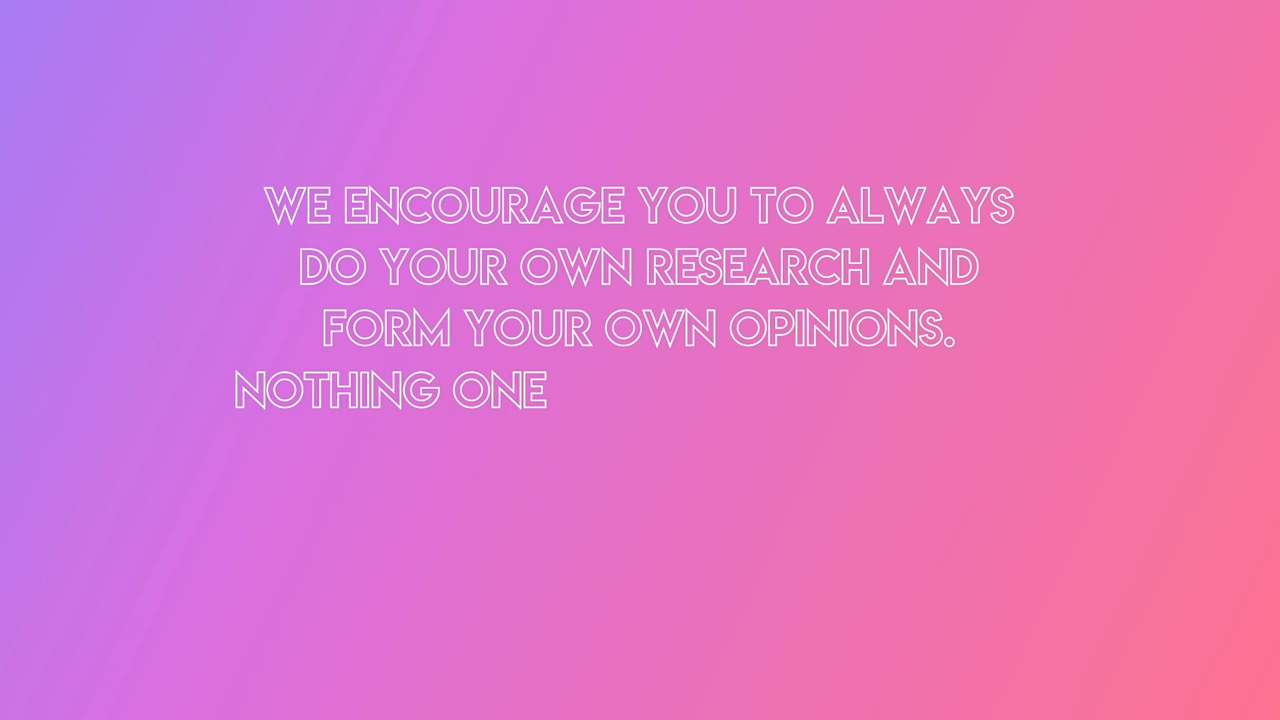 WE ENCOURAGE YOU TO ALWAYS
DO YOUR OWN RESEARCH AND
FORM YOUR OWN OPINIONS.
NOTHING ONE